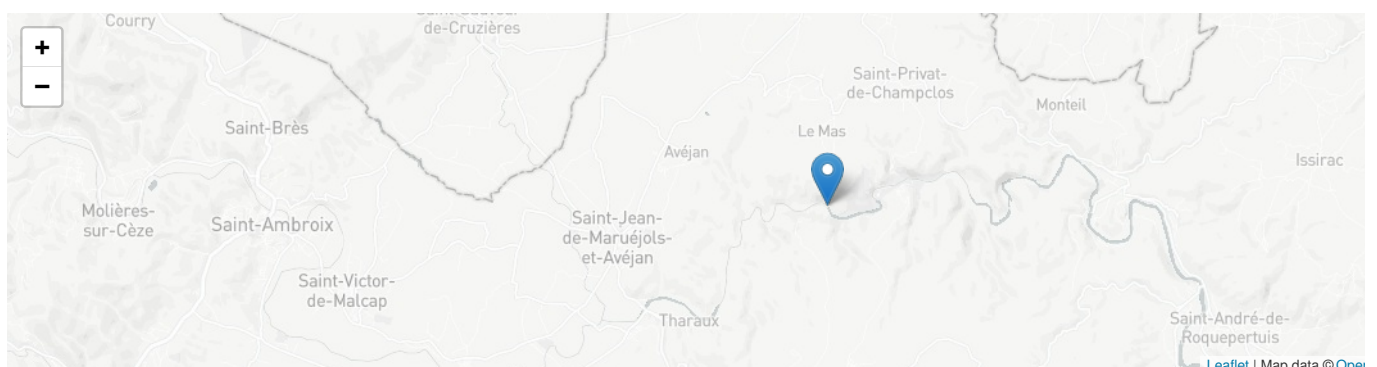 Courry
de-Cruzières
+
−
Saint-Privat-
de-Champclos
Monteil
Saint-Brès
Le Mas
Avéjan
Issirac
Molières-
sur-Cèze
Saint-Ambroix
Saint-Jean-
de-Maruéjols-
et-Avéjan
Saint-Victor-
de-Malcap
Tharaux
Saint-André-de-
Roquepertuis
Leaflet | Map data © Oper